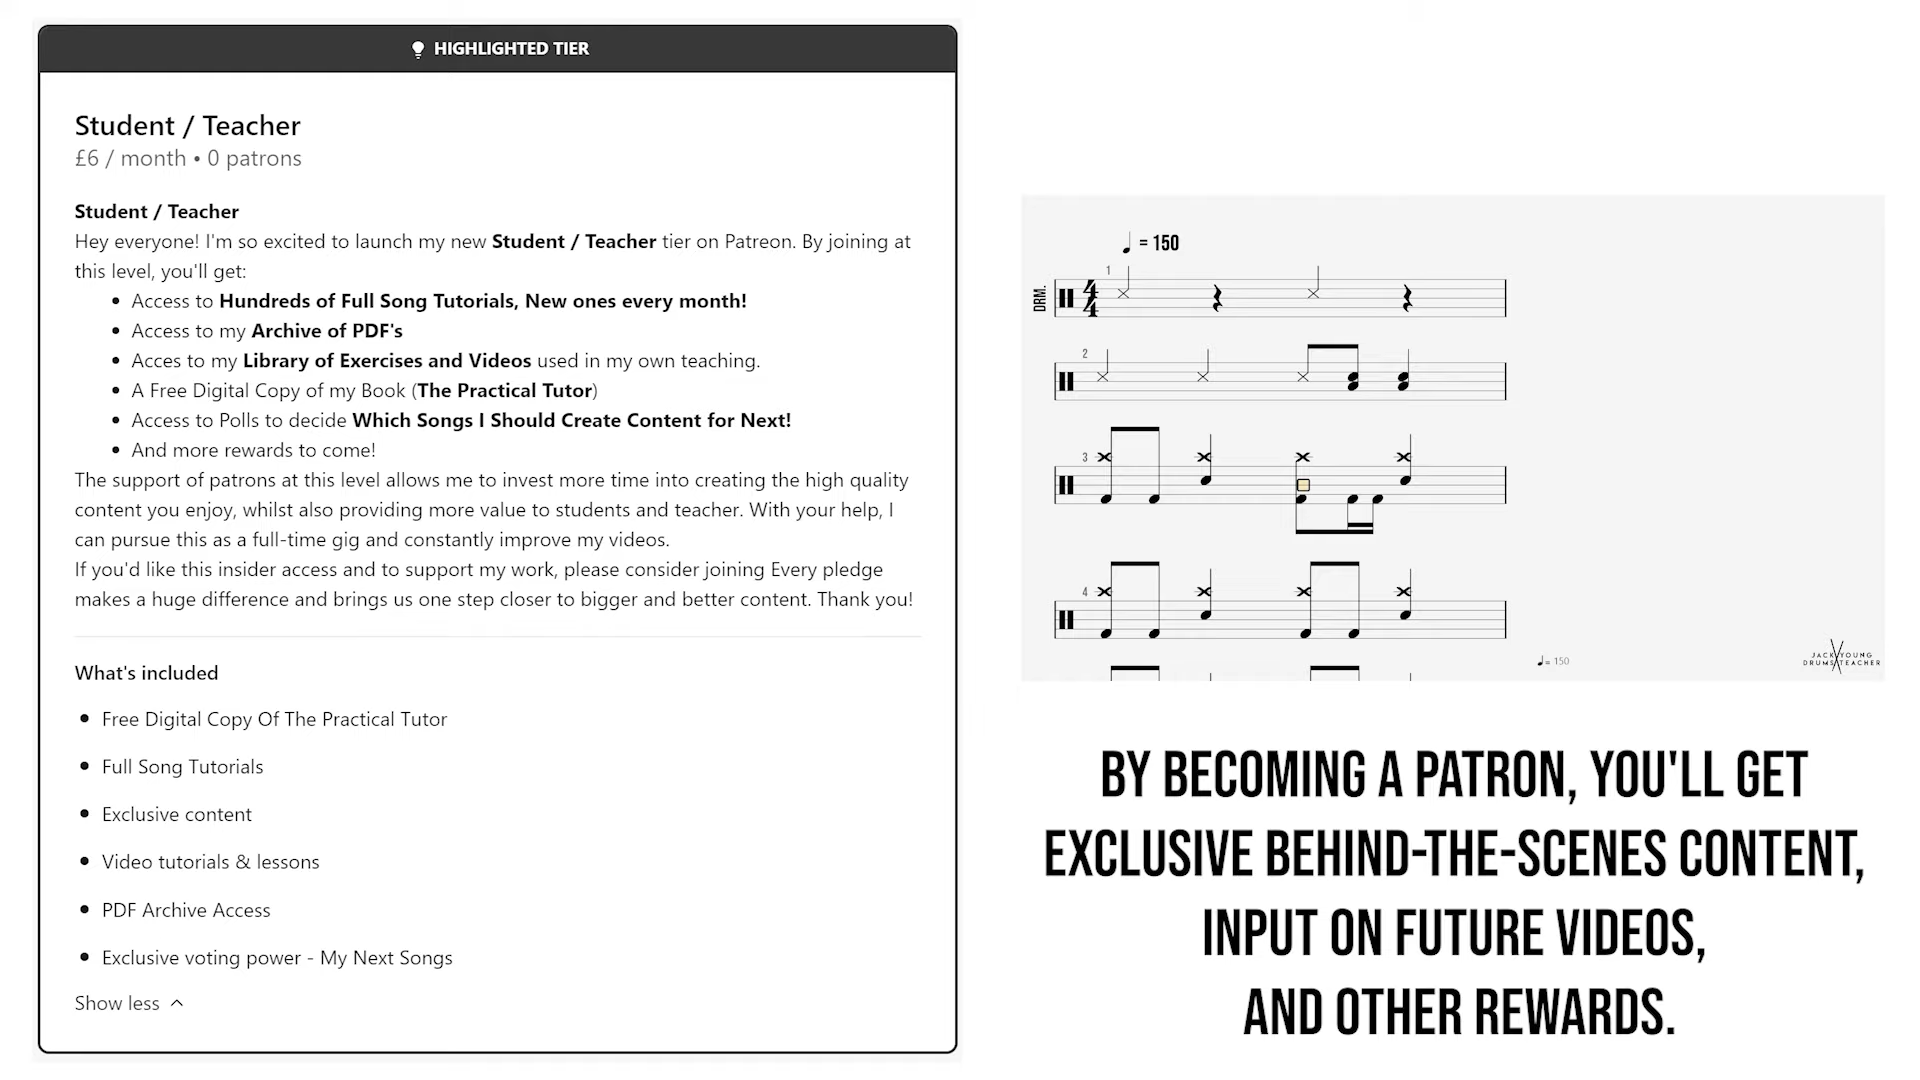 HIGHLIGHTED TIER
Student / Teacher
£6 / month • 0 patrons
Student / Teacher
Hey everyone! I'm so excited to launch my new Student / Teacher tier on Patreon. By joining at
this level, you'll get:
• Access to Hundreds of Full Song Tutorials, New ones every month!
• Access to my Archive of PDF's
• Acces to my Library of Exercises and Videos used in my own teaching.
• A Free Digital Copy of my Book (The Practical Tutor)
• Access to Polls to decide Which Songs I Should Create Content for Next!
• And more rewards to come!
The support of patrons at this level allows me to invest more time into creating the high quality
content you enjoy, whilst also providing more value to students and teacher. With your help, I
can pursue this as a full-time gig and constantly improve my videos.
If you'd like this insider access and to support my work, please consider joining Every pledge
makes a huge difference and brings us one step closer to bigger and better content. Thank you!
What's included
• Free Digital Copy Of The Practical Tutor
• Full Song Tutorials
• Exclusive content
• Video tutorials & lessons
• PDF Archive Access
• Exclusive voting power - My Next Songs
Show less
♩ = 150
DRM.
1
4
4
2
3
4
♩= 150
JACK YOUNG
DRUMS TEACHER
BY BECOMING A PATRON, YOU'LL GET
EXCLUSIVE BEHIND-THE-SCENES CONTENT,
INPUT ON FUTURE VIDEOS,
AND OTHER REWARDS.